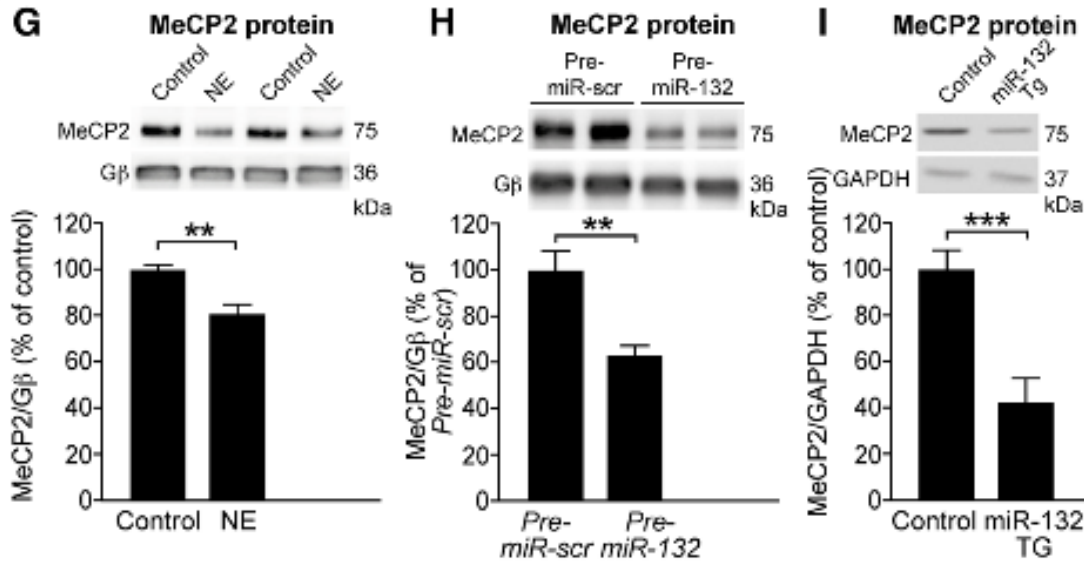 G MeCP2 protein
Control NE Control NE
MeCP2 75
Gβ 36
kDa
MeCP2/Gβ (% of control)
120
100
80
60
40
20
0
**
Control NE
H MeCP2 protein
Pre- Pre-
miR-scr miR-132
MeCP2 75
Gβ 36
kDa
MeCP2/Gβ (% of
Pre-miR-scr)
120
100
80
60
40
20
0
**
Pre- Pre-
miR-scr miR-132
I MeCP2 protein
Control miR-132
Tg
MeCP2 75
GAPDH 37
kDa
MeCP2/GAPDH (% of control)
120
100
80
60
40
20
0
***
Control miR-132
TG